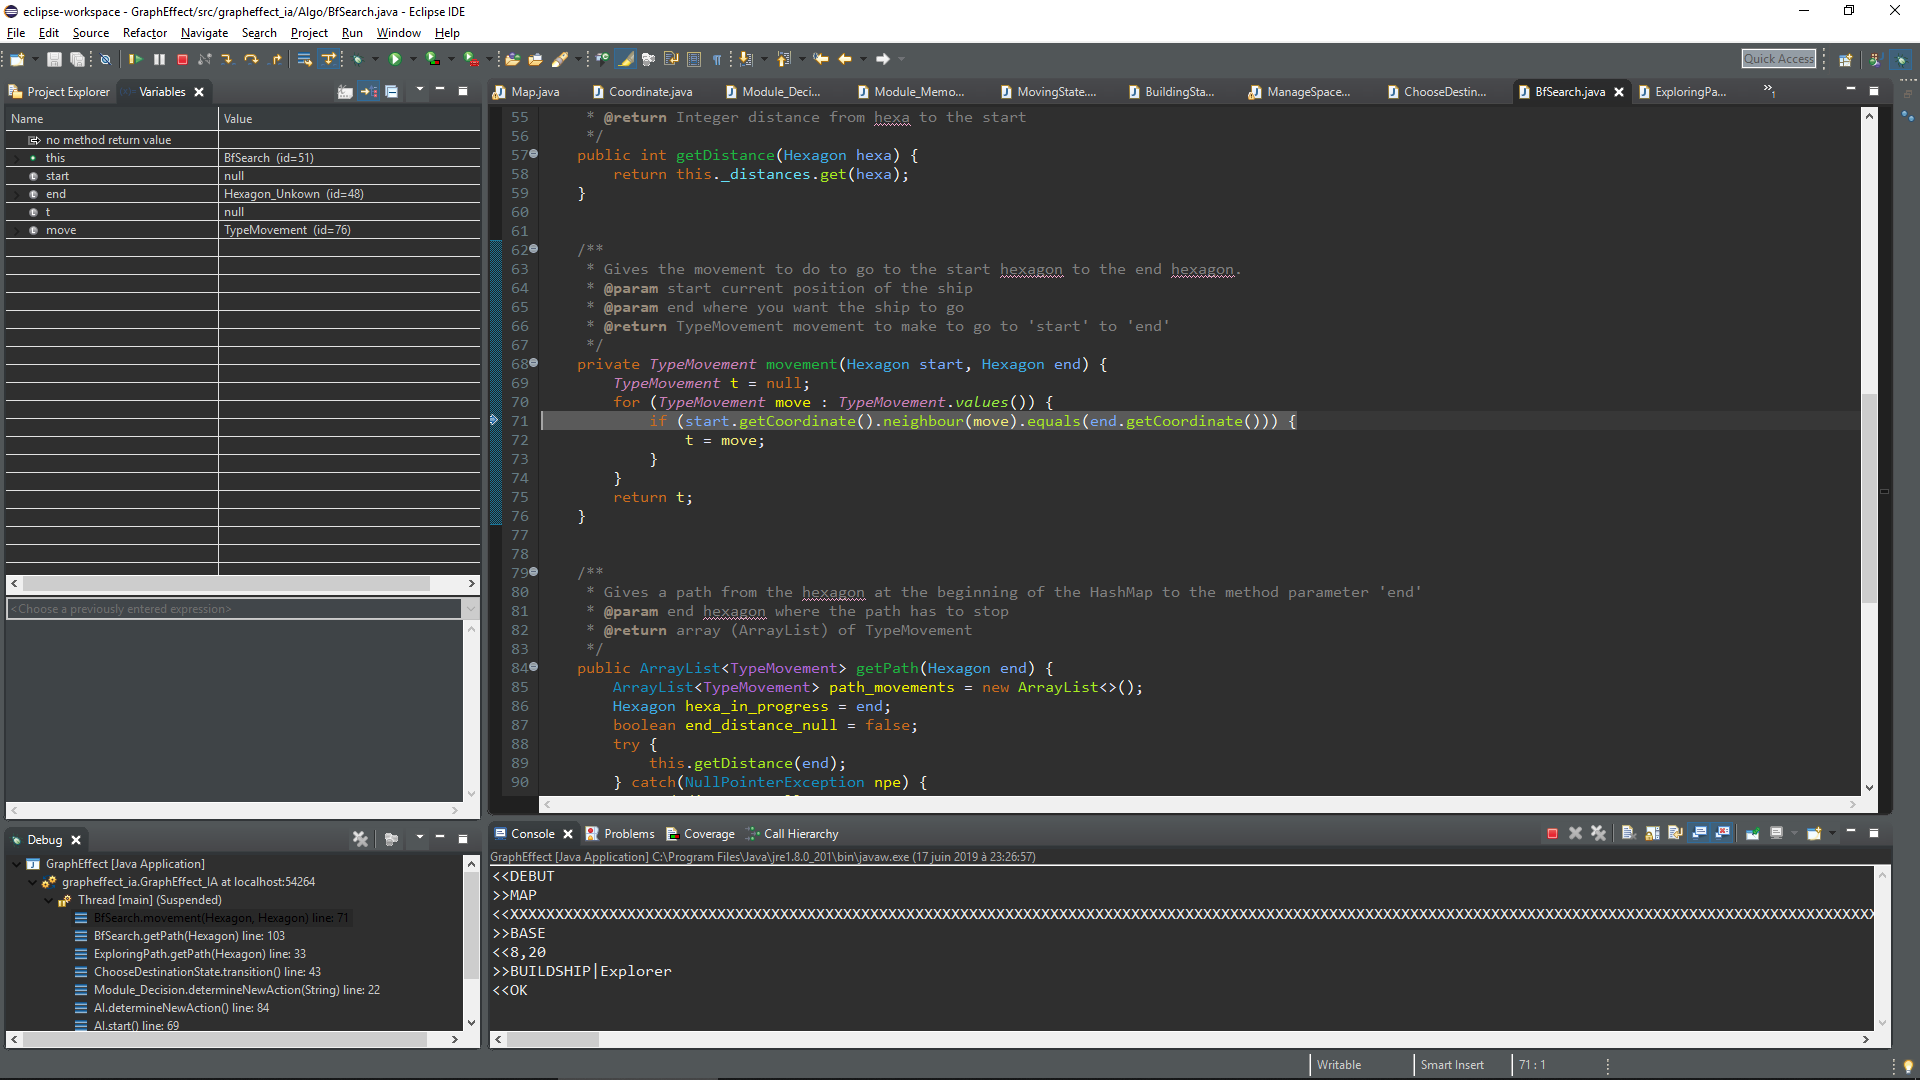 eclipse-workspace - GraphEffect/src/grapheffect_ia/Algo/BfSearch.java - Eclipse IDE
File Edit Source Refactor Navigate Search Project Run Window Help
Quick Access
Project Explorer Variables
Name Value
no method return value
this BfSearch (id=51)
start null
end Hexagon_Unkown (id=48)
t null
move TypeMovement (id=76)
<Choose a previously entered expression>
Map.java Coordinate.java Module_Deci... Module_Memo... MovingState.... BuildingSta... ManageSpace... ChooseDestin... BfSearch.java ExploringPa... »1
55 * @return Integer distance from hexa to the start
56 */
57 public int getDistance(Hexagon hexa) {
58 return this._distances.get(hexa);
59 }
60
61
62 /**
63 * Gives the movement to do to go to the start hexagon to the end hexagon.
64 * @param start current position of the ship
65 * @param end where you want the ship to go
66 * @return TypeMovement movement to make to go to 'start' to 'end'
67 */
68 private TypeMovement movement(Hexagon start, Hexagon end) {
69 TypeMovement t = null;
70 for (TypeMovement move : TypeMovement.values()) {
71 if (start.getCoordinate().neighbour(move).equals(end.getCoordinate())) {
72 t = move;
73 }
74 }
75 return t;
76 }
77
78
79 /**
80 * Gives a path from the hexagon at the beginning of the HashMap to the method parameter 'end'
81 * @param end hexagon where the path has to stop
82 * @return array (ArrayList) of TypeMovement
83 */
84 public ArrayList<TypeMovement> getPath(Hexagon end) {
85 ArrayList<TypeMovement> path_movements = new ArrayList<>();
86 Hexagon hexa_in_progress = end;
87 boolean end_distance_null = false;
88 try {
89 this.getDistance(end);
90 } catch(NullPointerException npe) {
Debug
GraphEffect [Java Application]
grapheffect_ia.GraphEffect_IA at localhost:54264
Thread [main] (Suspended)
BfSearch.movement(Hexagon, Hexagon) line: 71
BfSearch.getPath(Hexagon) line: 103
ExploringPath.getPath(Hexagon) line: 33
ChooseDestinationState.transition() line: 43
Module_Decision.determineNewAction(String) line: 22
AI.determineNewAction() line: 84
AI.start() line: 69
Console Problems Coverage Call Hierarchy
GraphEffect [Java Application] C:\Program Files\Java\jre1.8.0_201\bin\javaw.exe (17 juin 2019 à 23:26:57)
<<DEBUT
>>MAP
>>BASE
<<8,20
>>BUILDSHIP|Explorer
<<OK
Writable Smart Insert 71 : 1